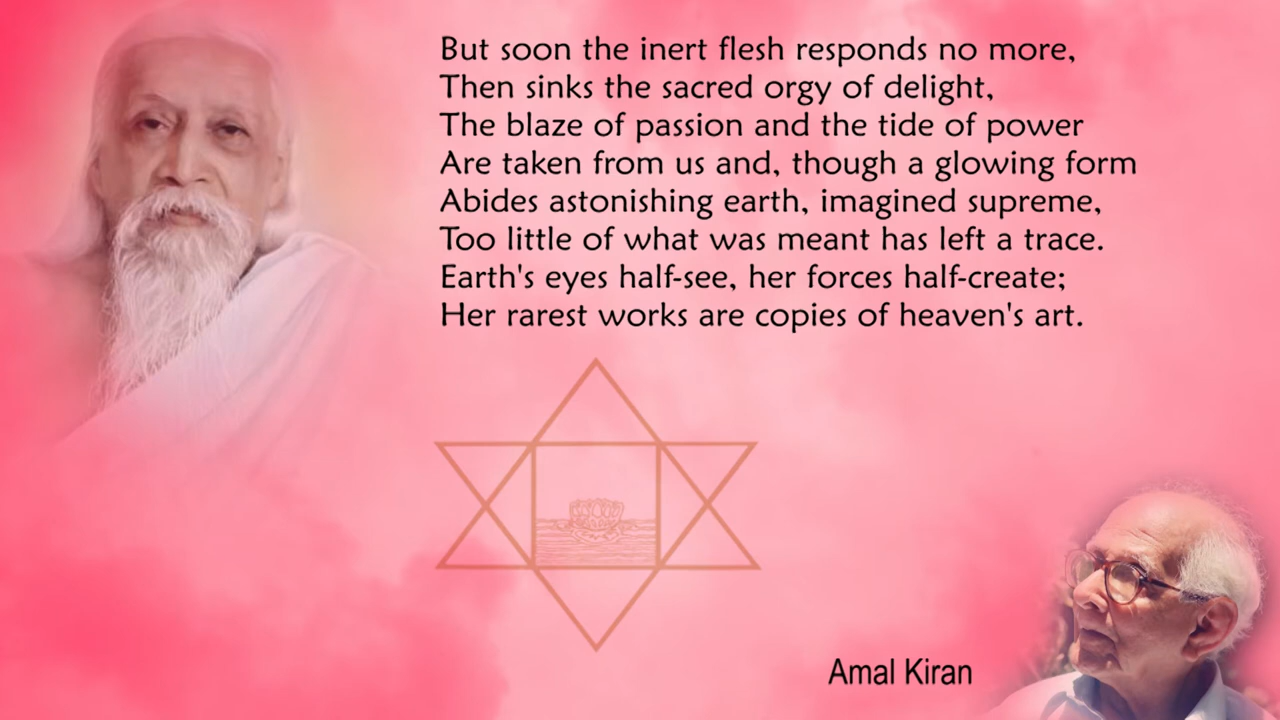 But soon the inert flesh responds no more,
Then sinks the sacred orgy of delight,
The blaze of passion and the tide of power
Are taken from us and, though a glowing form
Abides astonishing earth, imagined supreme,
Too little of what was meant has left a trace.
Earth's eyes half-see, her forces half-create;
Her rarest works are copies of heaven's art.
Amal Kiran